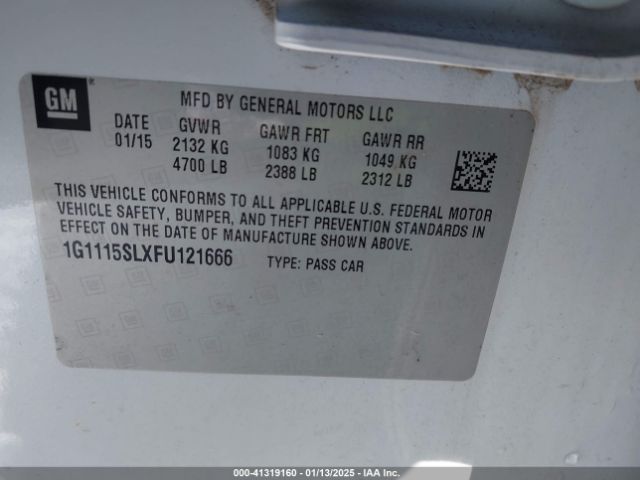 GM
MFD BY GENERAL MOTORS LLC
DATE GVWR GAWR FRT GAWR RR
01/15 2132 KG 1083 KG 1049 KG
4700 LB 2388 LB 2312 LB
THIS VEHICLE CONFORMS TO ALL APPLICABLE U.S. FEDERAL MOTOR
VEHICLE SAFETY, BUMPER, AND THEFT PREVENTION STANDARDS IN
EFFECT ON THE DATE OF MANUFACTURE SHOWN ABOVE.
1G1115SLXFU121666 TYPE: PASS CAR
000-41319160 - 01/13/2025 - IAA Inc.